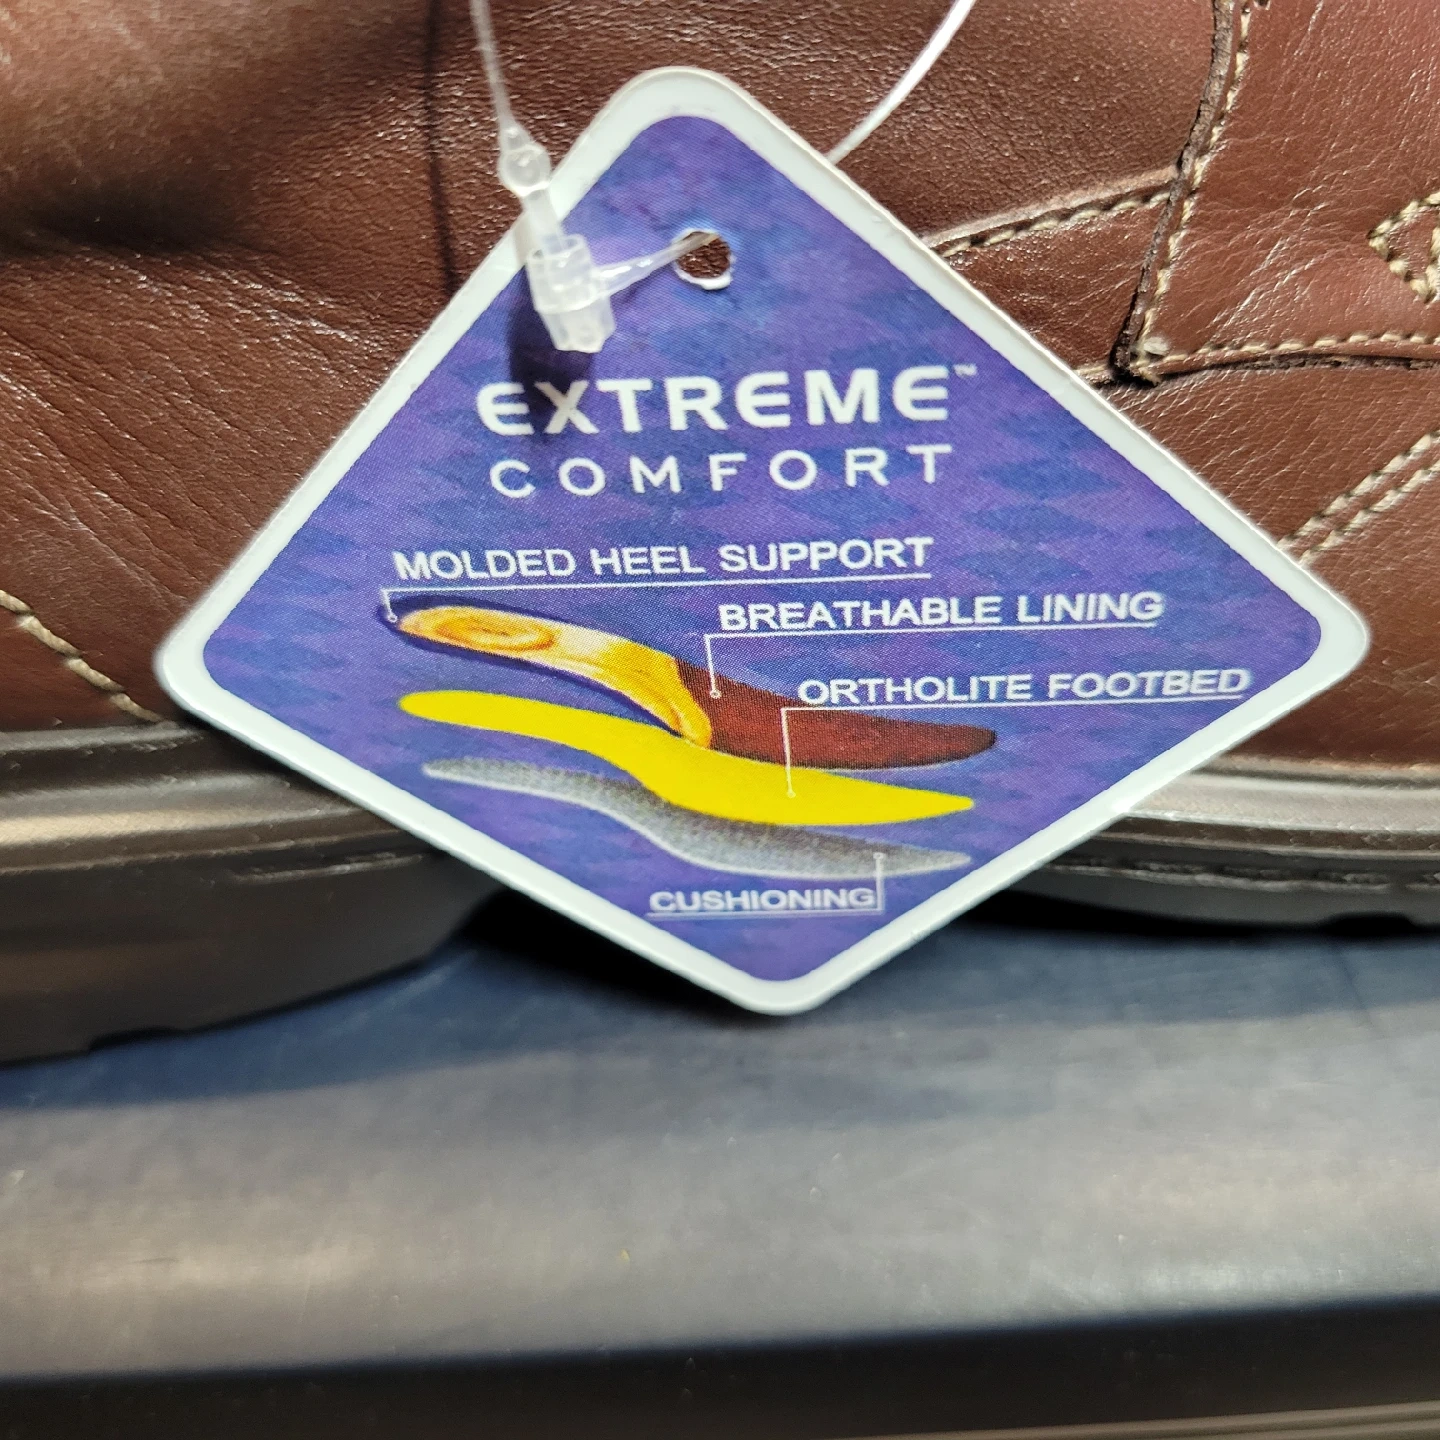 EXTREME™
COMFORT
MOLDED HEEL SUPPORT
BREATHABLE LINING
ORTHOLITE FOOTBED
CUSHIONING